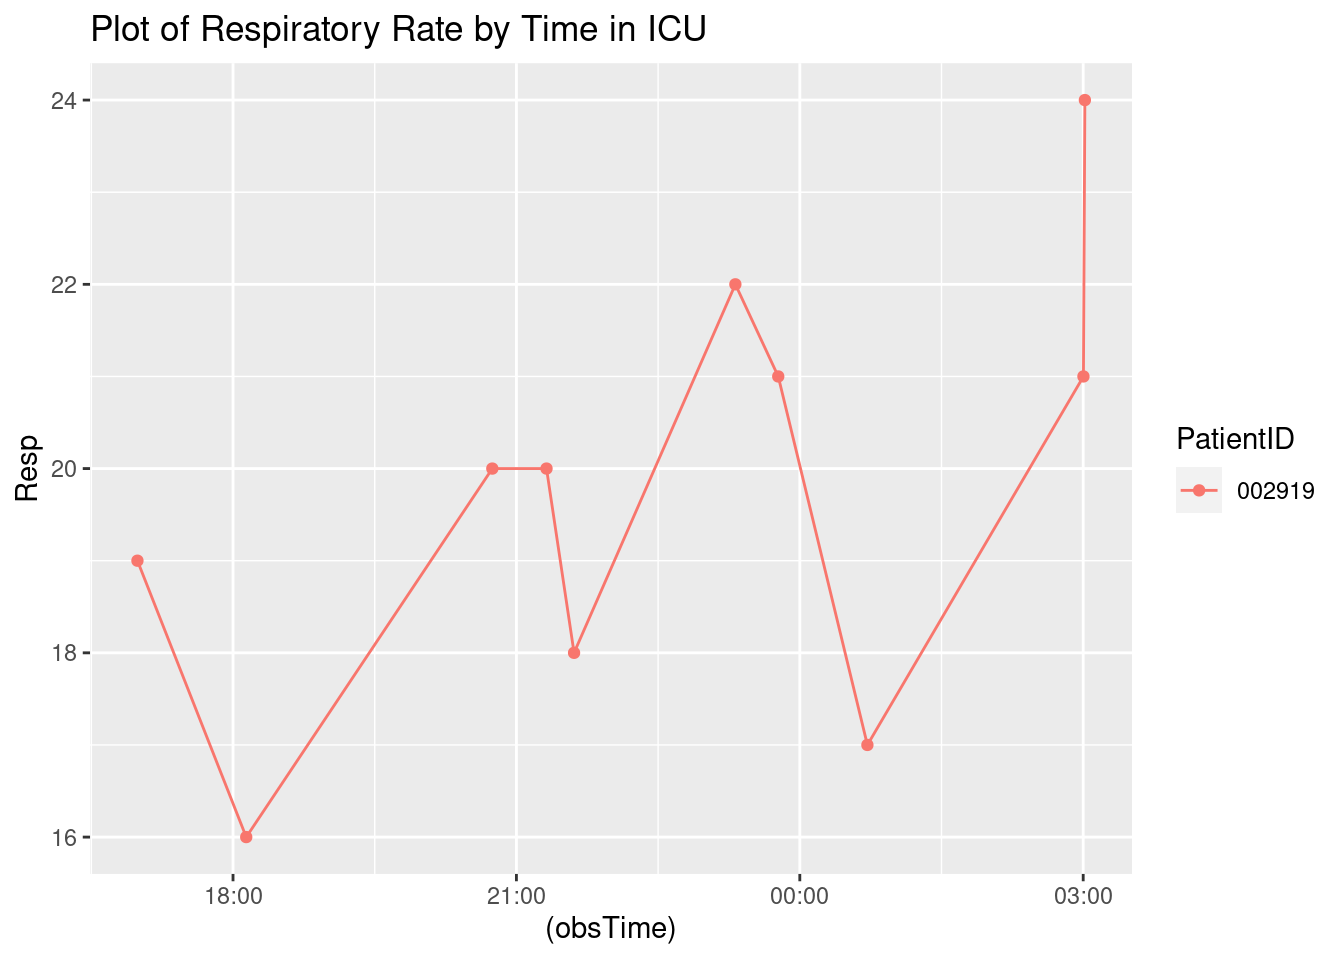 Plot of Respiratory Rate by Time in ICU
24
22
20
18
16
Resp
18:00 21:00 00:00 03:00
(obsTime)
PatientID
002919